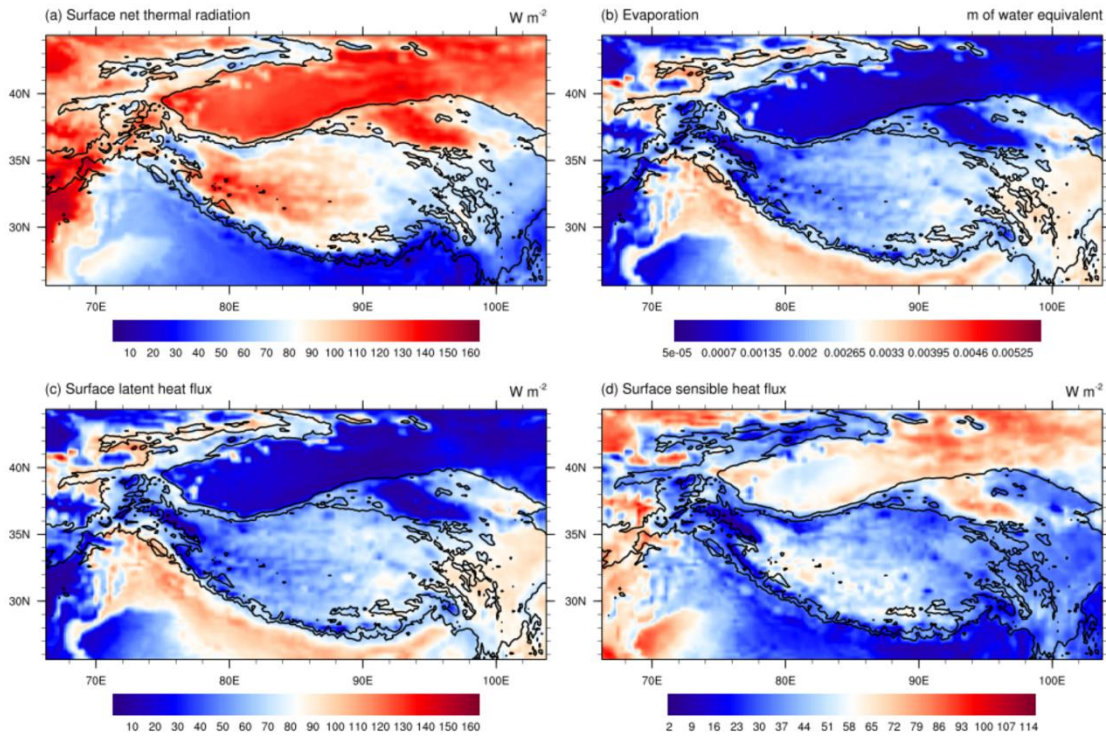 (a) Surface net thermal radiation W m-2
40N
35N
30N
70E 80E 90E 100E
10 20 30 40 50 60 70 80 90 100 110 120 130 140 150 160
(b) Evaporation m of water equivalent
40N
35N
30N
70E 80E 90E 100E
5e-05 0.0007 0.00135 0.002 0.00265 0.0033 0.00395 0.0046 0.00525
(c) Surface latent heat flux W m-2
40N
35N
30N
70E 80E 90E 100E
10 20 30 40 50 60 70 80 90 100 110 120 130 140 150 160
(d) Surface sensible heat flux W m-2
40N
35N
30N
70E 80E 90E 100E
2 9 16 23 30 37 44 51 58 65 72 79 86 93 100 107 114